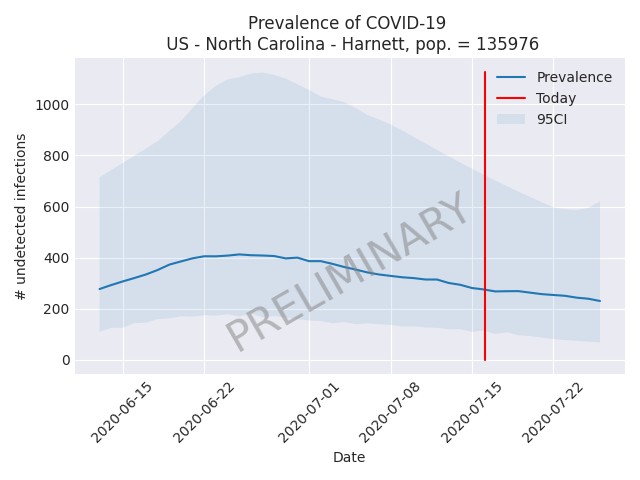 Prevalence of COVID-19
US - North Carolina - Harnett, pop. = 135976
Prevalence
Today
95CI
# undetected infections
1000
800
600
400
200
0
PRELIMINARY
2020-06-15
2020-06-22
2020-07-01
2020-07-08
2020-07-15
2020-07-22
Date